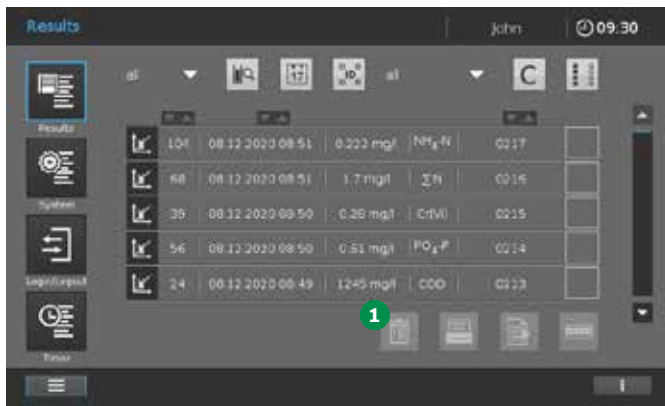 Results John 09:30
all 17 ID all C
Results
104 08.12.2020 08:51 0.222 mg/l NH₄-N 0217
System
68 08.12.2020 08:51 1.7 mg/l ΣN 0216
35 08.12.2020 08:50 0.28 mg/l Cr(VI) 0215
Login/Logout
56 08.12.2020 08:50 0.51 mg/l PO₄-P 0214
24 08.12.2020 08:49 1245 mg/l COD 0213
1
Timer
i